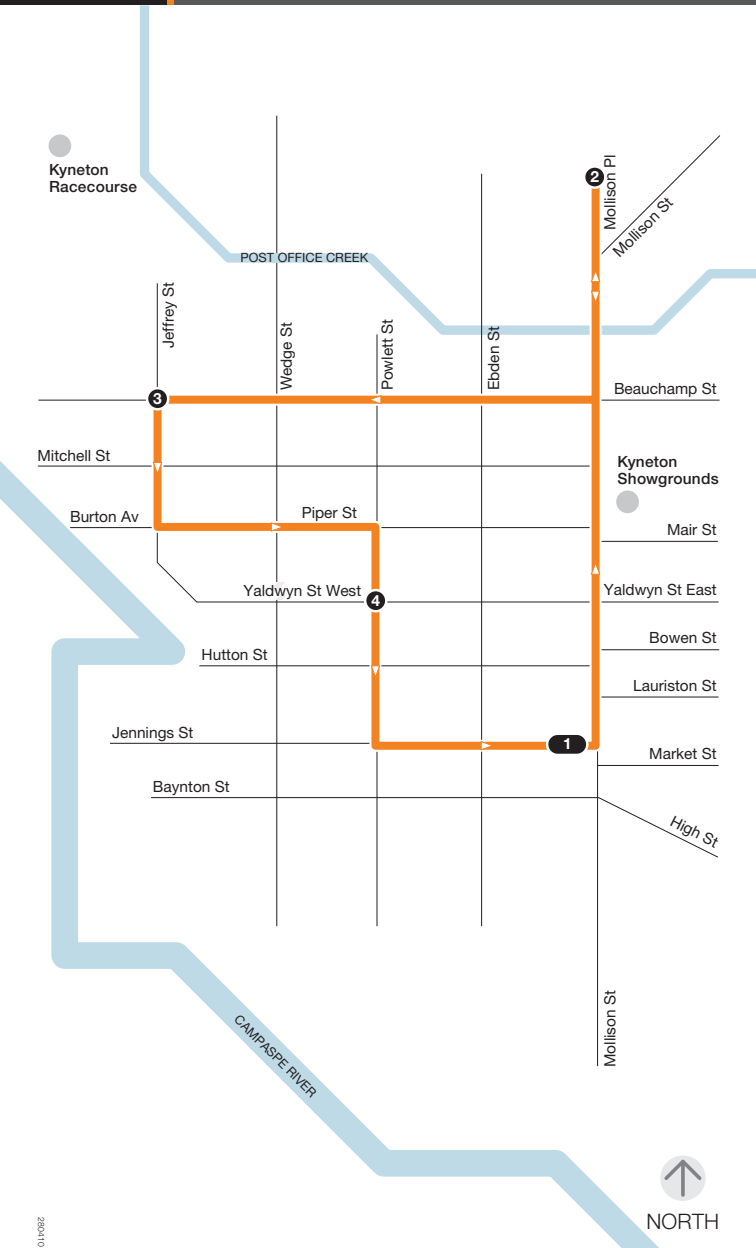 Kyneton
Racecourse
2
Mollison Pl
Mollison St
POST OFFICE CREEK
Jeffrey St
Wedge St
Powlett St
Ebden St
3
Beauchamp St
Mitchell St
Kyneton
Showgrounds
Burton Av
Piper St
Mair St
Yaldwyn St West
4
Yaldwyn St East
Bowen St
Hutton St
Lauriston St
Jennings St
1
Market St
Baynton St
High St
Mollison St
CAMPASPE RIVER
NORTH
280410